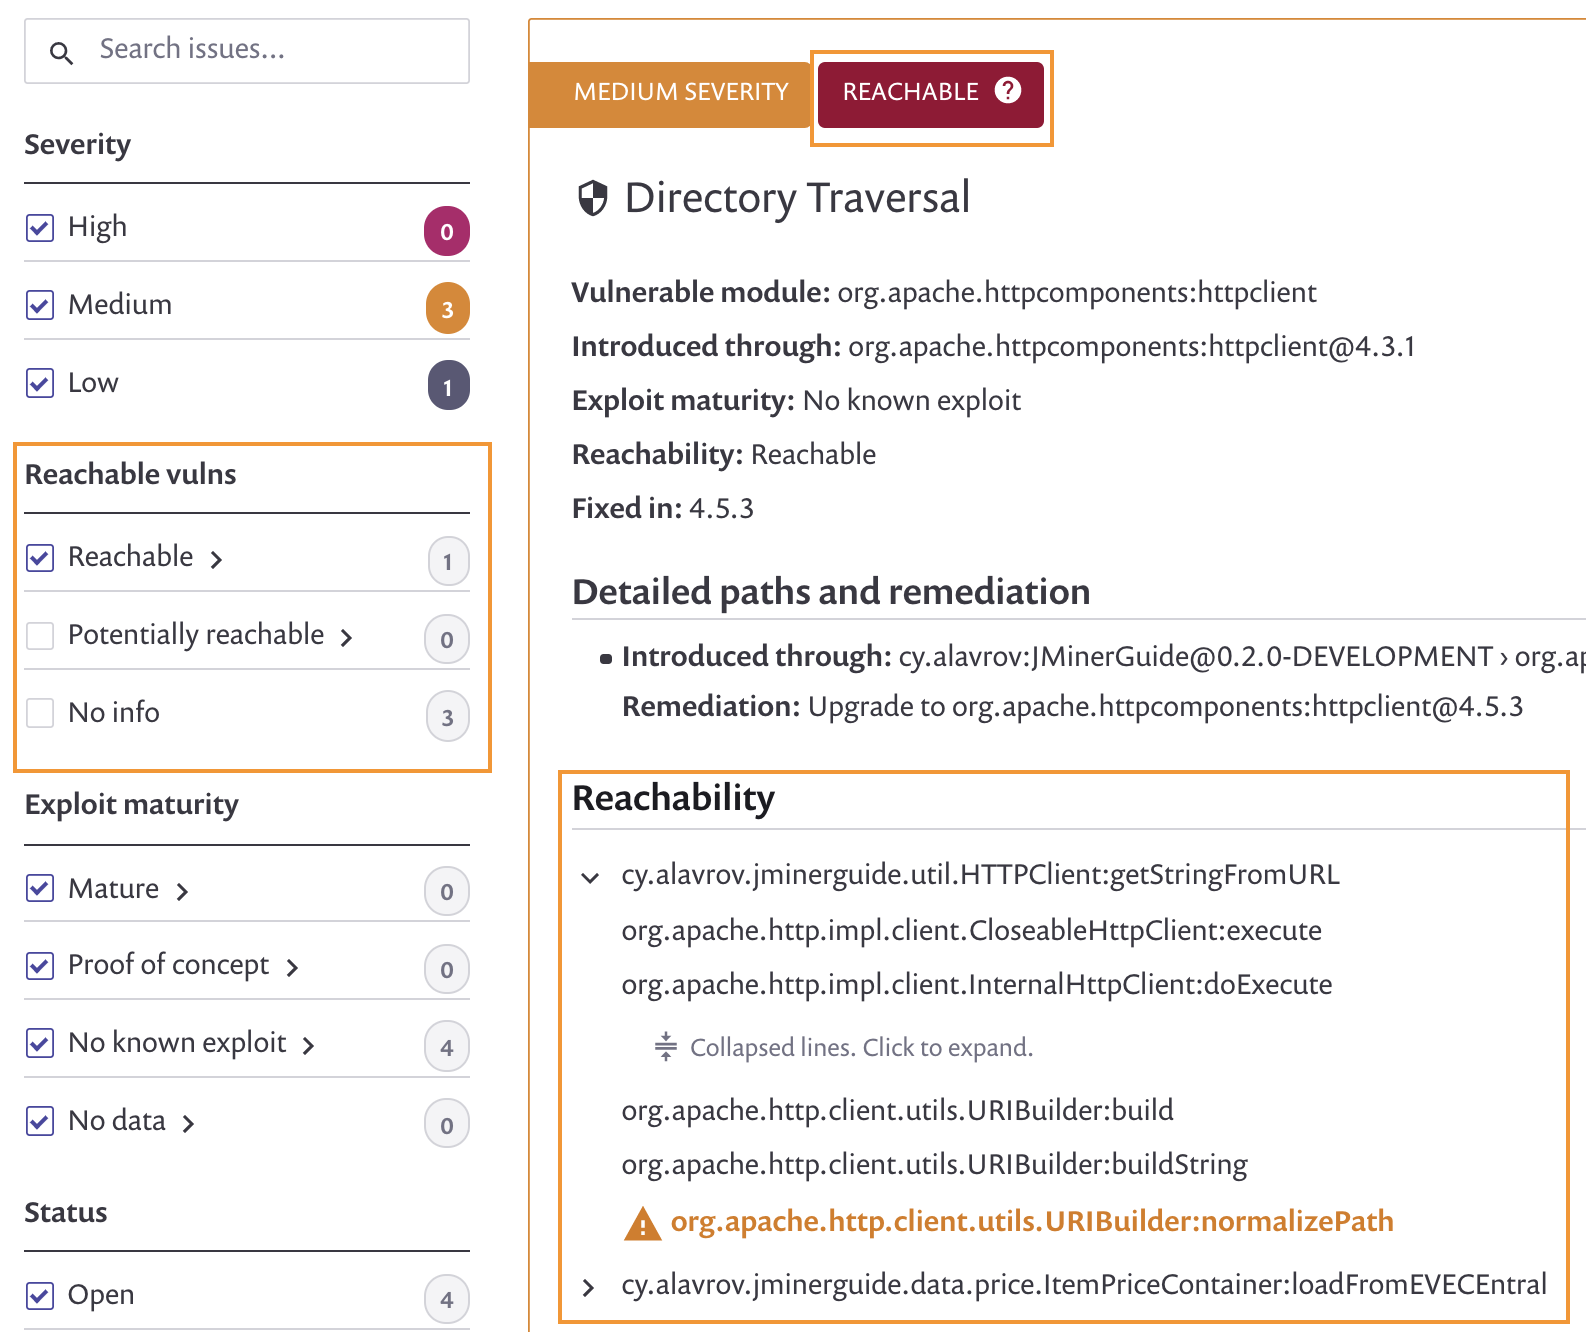 Search issues...
Severity
High 0
Medium 3
Low 1
Reachable vulns
Reachable 1
Potentially reachable 0
No info 3
Exploit maturity
Mature 0
Proof of concept 0
No known exploit 4
No data 0
Status
Open 4
MEDIUM SEVERITY REACHABLE ?
Directory Traversal
Vulnerable module: org.apache.httpcomponents:httpclient
Introduced through: org.apache.httpcomponents:httpclient@4.3.1
Exploit maturity: No known exploit
Reachability: Reachable
Fixed in: 4.5.3
Detailed paths and remediation
Introduced through: cy.alavrov:JMinerGuide@0.2.0-DEVELOPMENT › org.ap
Remediation: Upgrade to org.apache.httpcomponents:httpclient@4.5.3
Reachability
cy.alavrov.jminerguide.util.HTTPClient:getStringFromURL
org.apache.http.impl.client.CloseableHttpClient:execute
org.apache.http.impl.client.InternalHttpClient:doExecute
Collapsed lines. Click to expand.
org.apache.http.client.utils.URIBuilder:build
org.apache.http.client.utils.URIBuilder:buildString
org.apache.http.client.utils.URIBuilder:normalizePath
cy.alavrov.jminerguide.data.price.ItemPriceContainer:loadFromEVECEntral